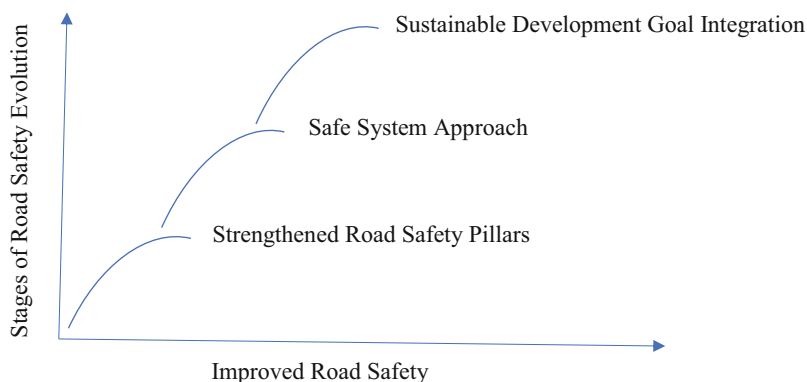 Sustainable Development Goal Integration
Safe System Approach
Strengthened Road Safety Pillars
Stages of Road Safety Evolution
Improved Road Safety